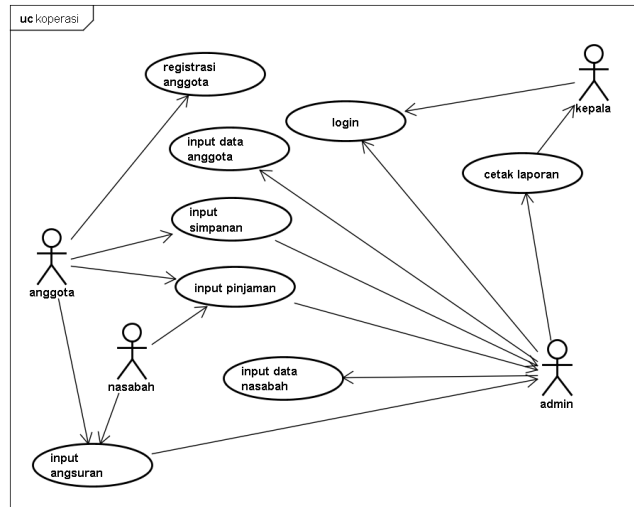 uc koperasi
registrasi
anggota
kepala
login
input data
anggota
cetak laporan
input
simpanan
anggota
input pinjaman
nasabah
input data
nasabah
admin
input
angsuran